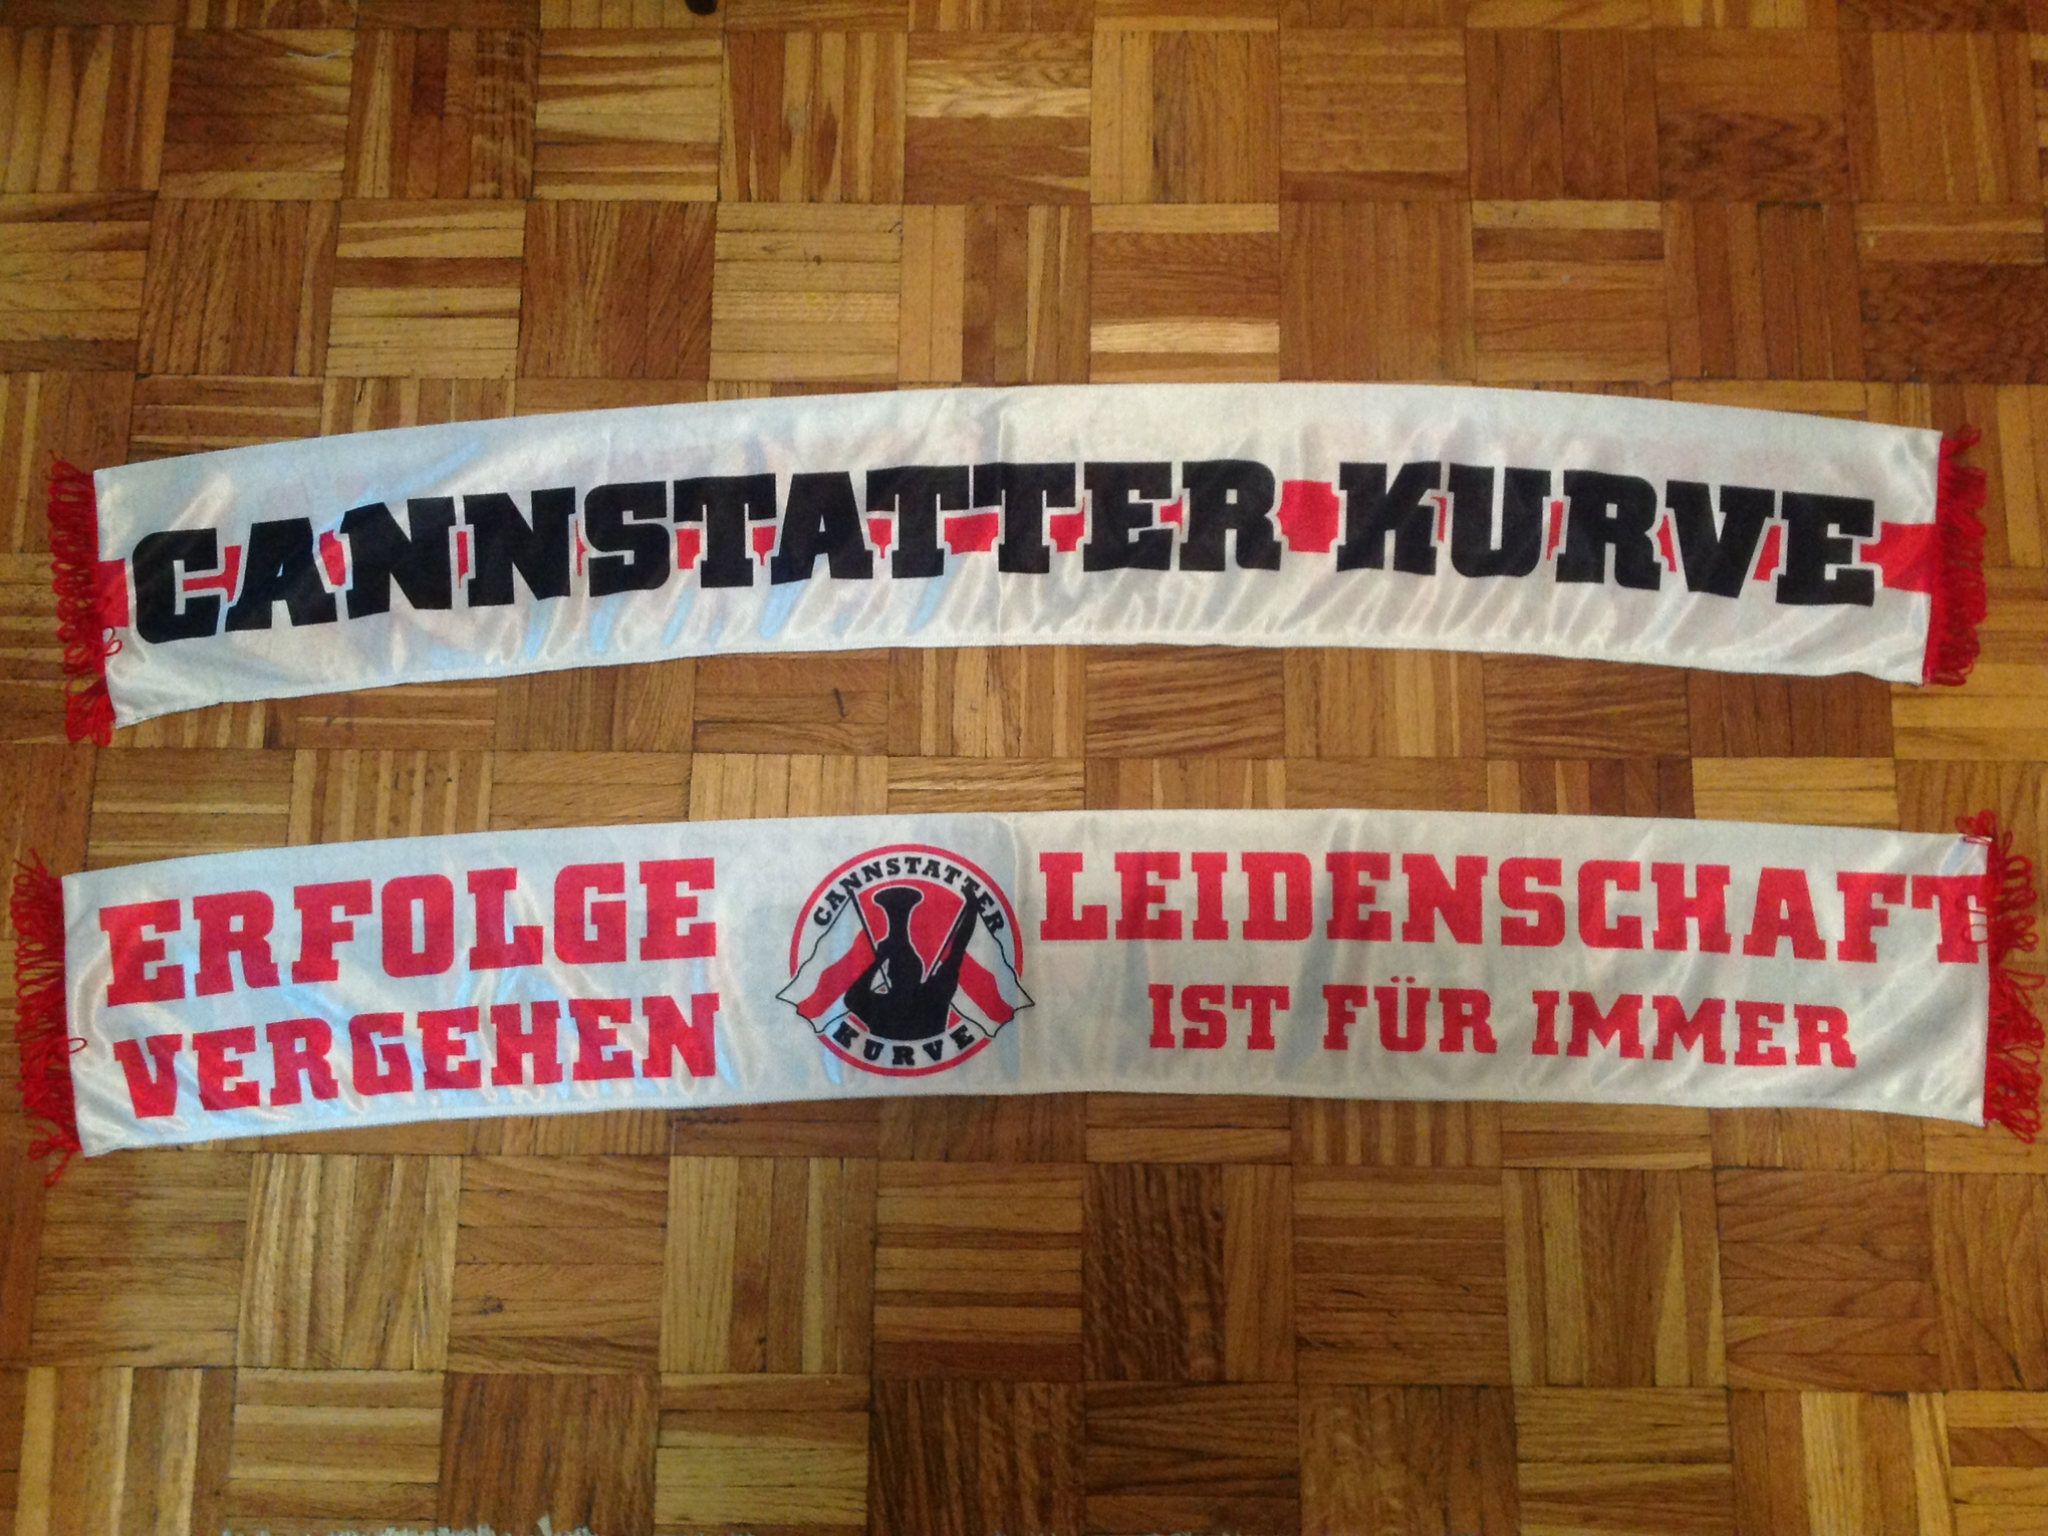 CANNSTATTER KURVE
ERFOLGE
VERGEHEN
CANNSTATTER
KURVE
LEIDENSCHAFT
IST FÜR IMMER